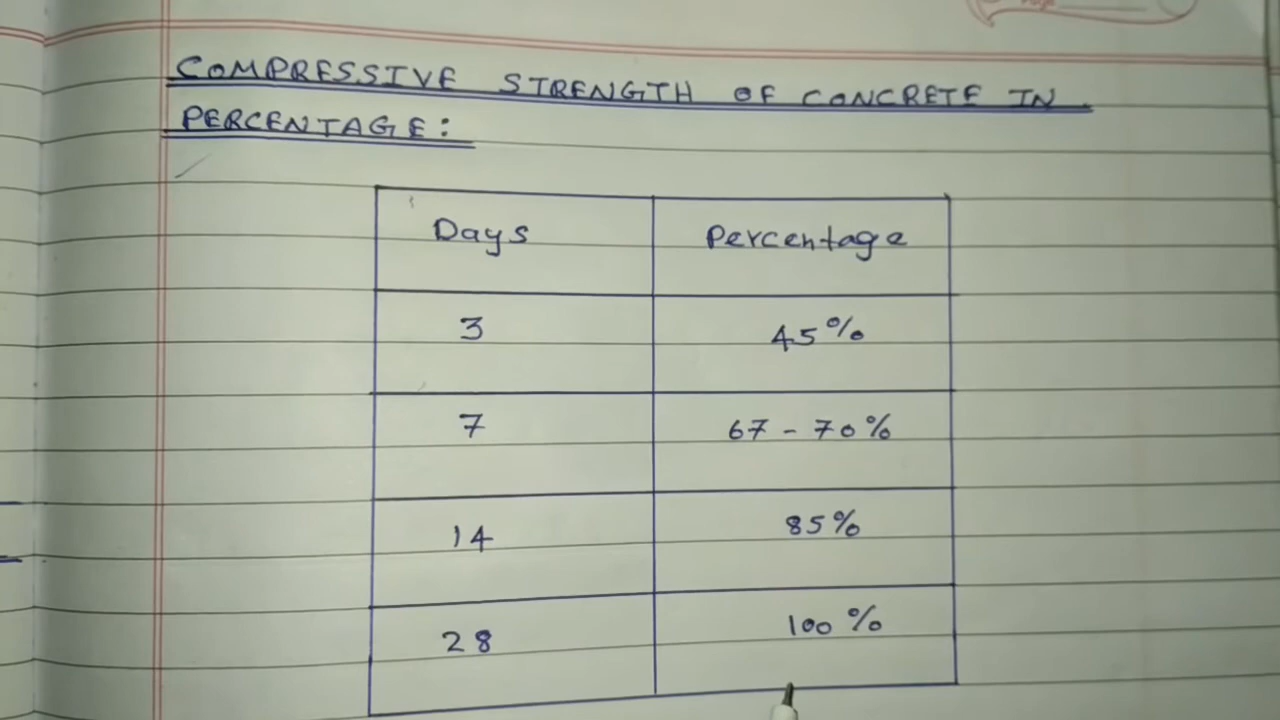 COMPRESSIVE STRENGTH OF CONCRETE IN
PERCENTAGE:
Days Percentage
3 45%
7 67 - 70%
14 85%
28 100%